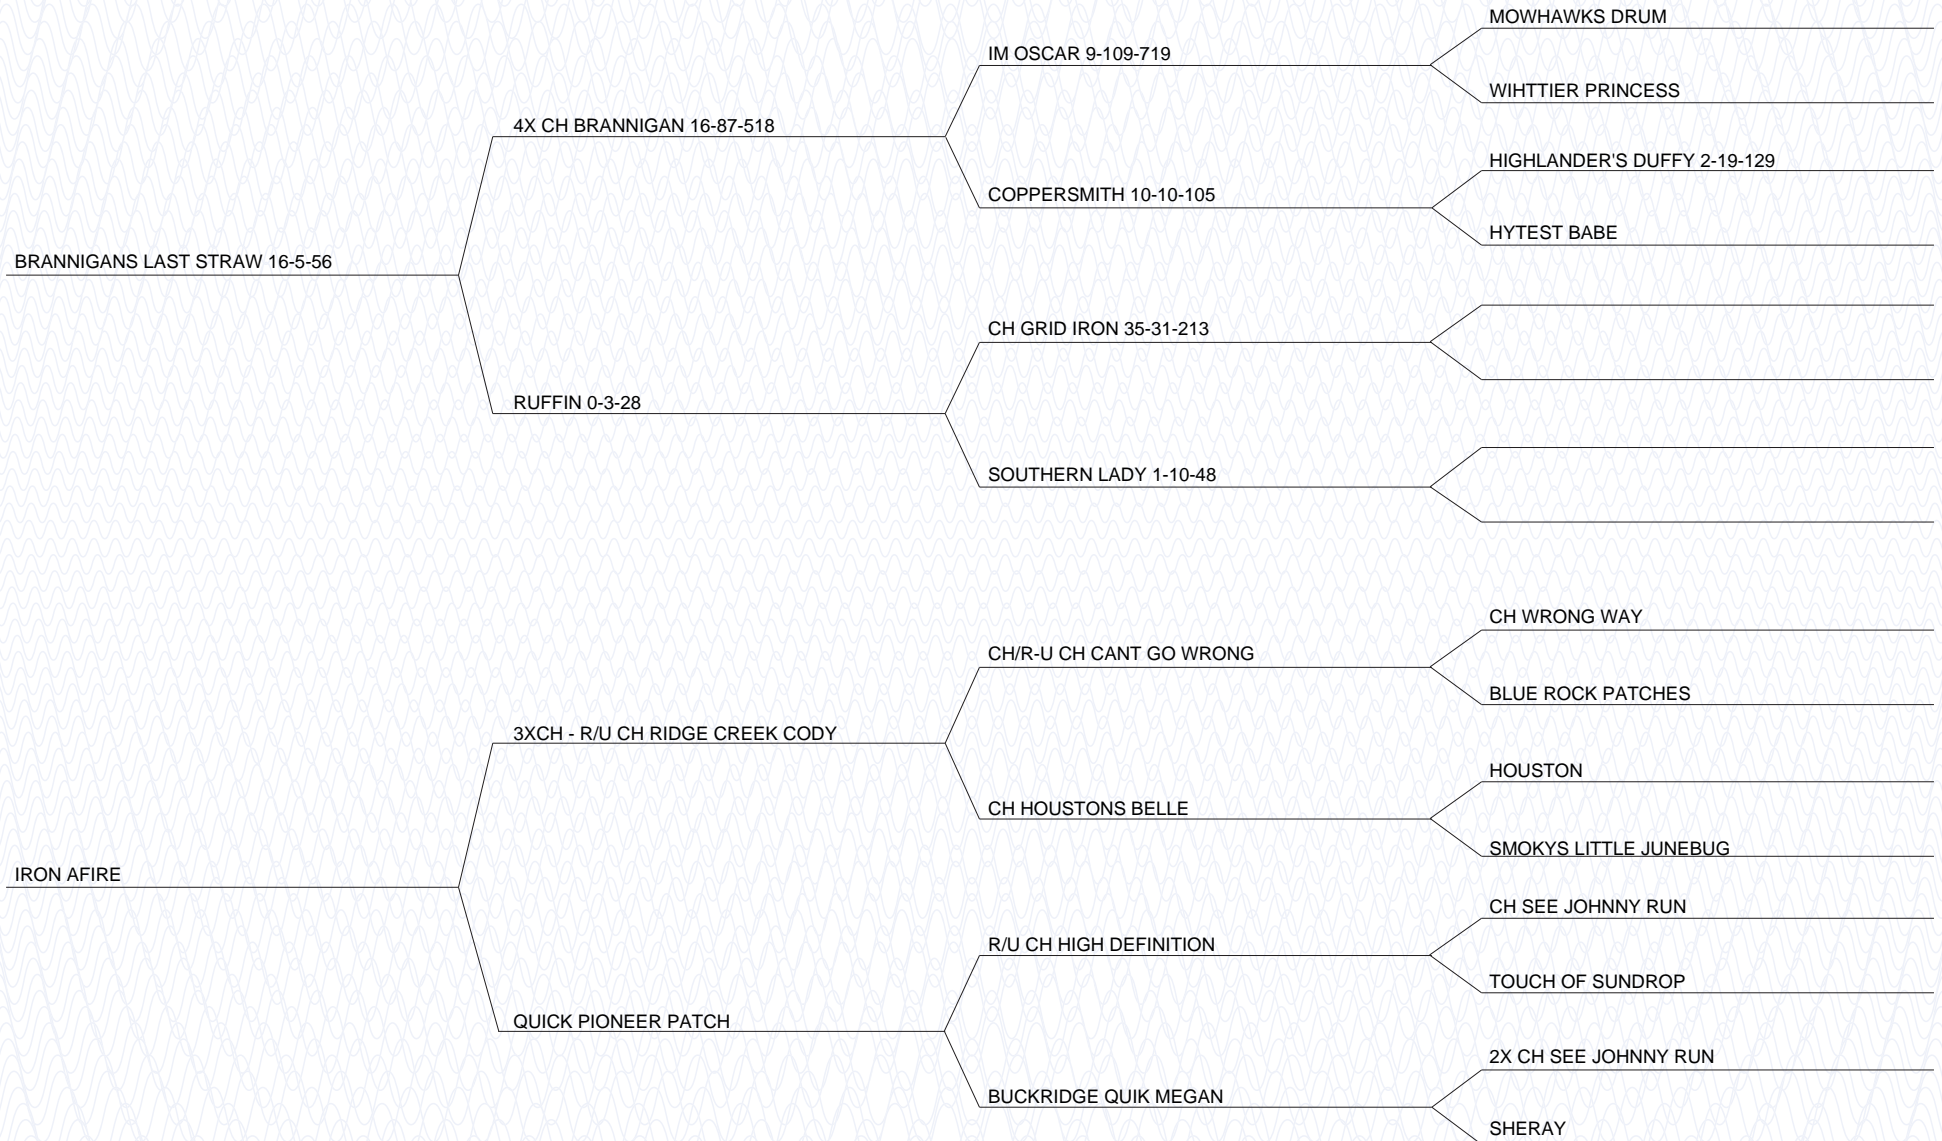 MOWHAWKS DRUM
IM OSCAR 9-109-719
WIHTTIER PRINCESS
4X CH BRANNIGAN 16-87-518
HIGHLANDER'S DUFFY 2-19-129
COPPERSMITH 10-10-105
HYTEST BABE
BRANNIGANS LAST STRAW 16-5-56
CH GRID IRON 35-31-213
RUFFIN 0-3-28
SOUTHERN LADY 1-10-48
CH WRONG WAY
CH/R-U CH CANT GO WRONG
BLUE ROCK PATCHES
3XCH - R/U CH RIDGE CREEK CODY
HOUSTON
CH HOUSTONS BELLE
SMOKYS LITTLE JUNEBUG
IRON AFIRE
CH SEE JOHNNY RUN
R/U CH HIGH DEFINITION
TOUCH OF SUNDROP
QUICK PIONEER PATCH
2X CH SEE JOHNNY RUN
BUCKRIDGE QUIK MEGAN
SHERAY